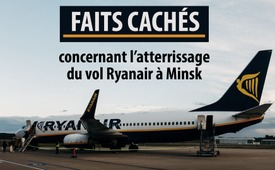 FAITS CACHÉS
concernant l'atterrissage
du vol Ryanair à Minsk
RYANAIR